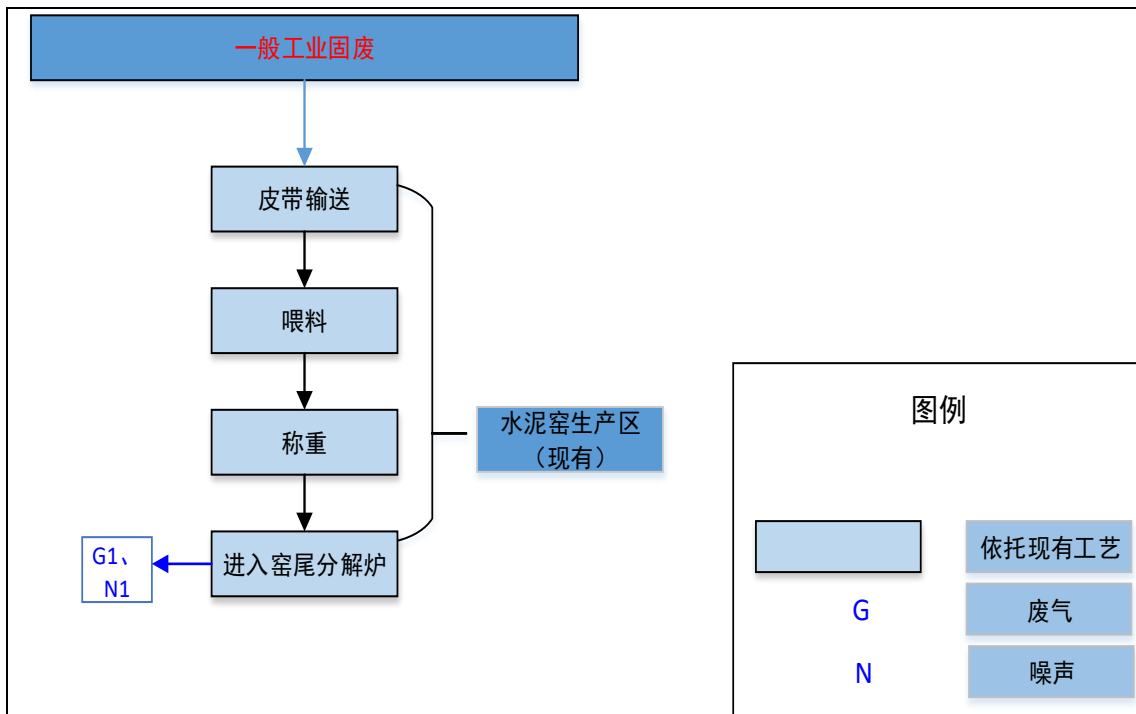 一般工业固废
皮带输送
喂料
称重
进入窑尾分解炉
G1、
N1
水泥窑生产区
（现有）
图例
依托现有工艺
G
废气
N
噪声